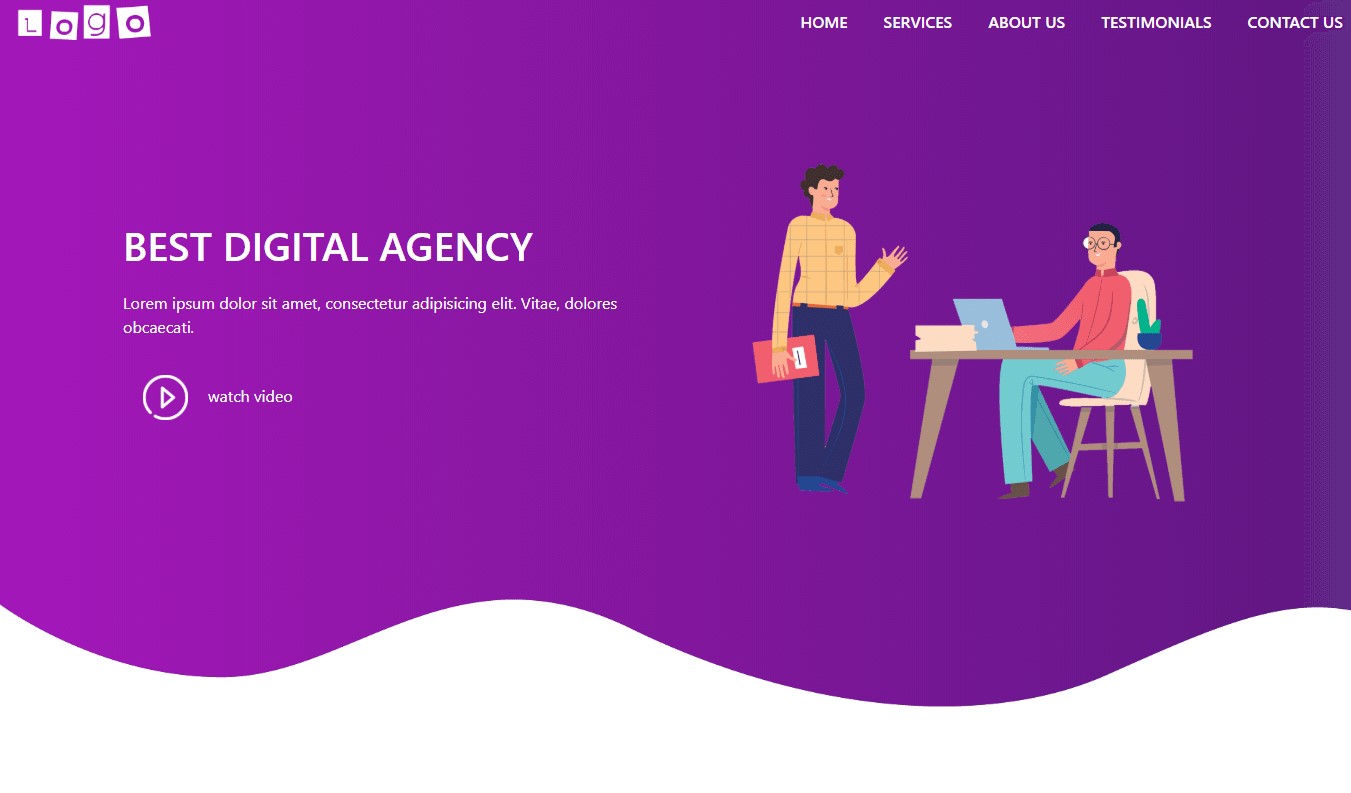 Logo
HOME SERVICES ABOUT US TESTIMONIALS CONTACT US
BEST DIGITAL AGENCY
Lorem ipsum dolor sit amet, consectetur adipisicing elit. Vitae, dolores
obcaecati.
watch video